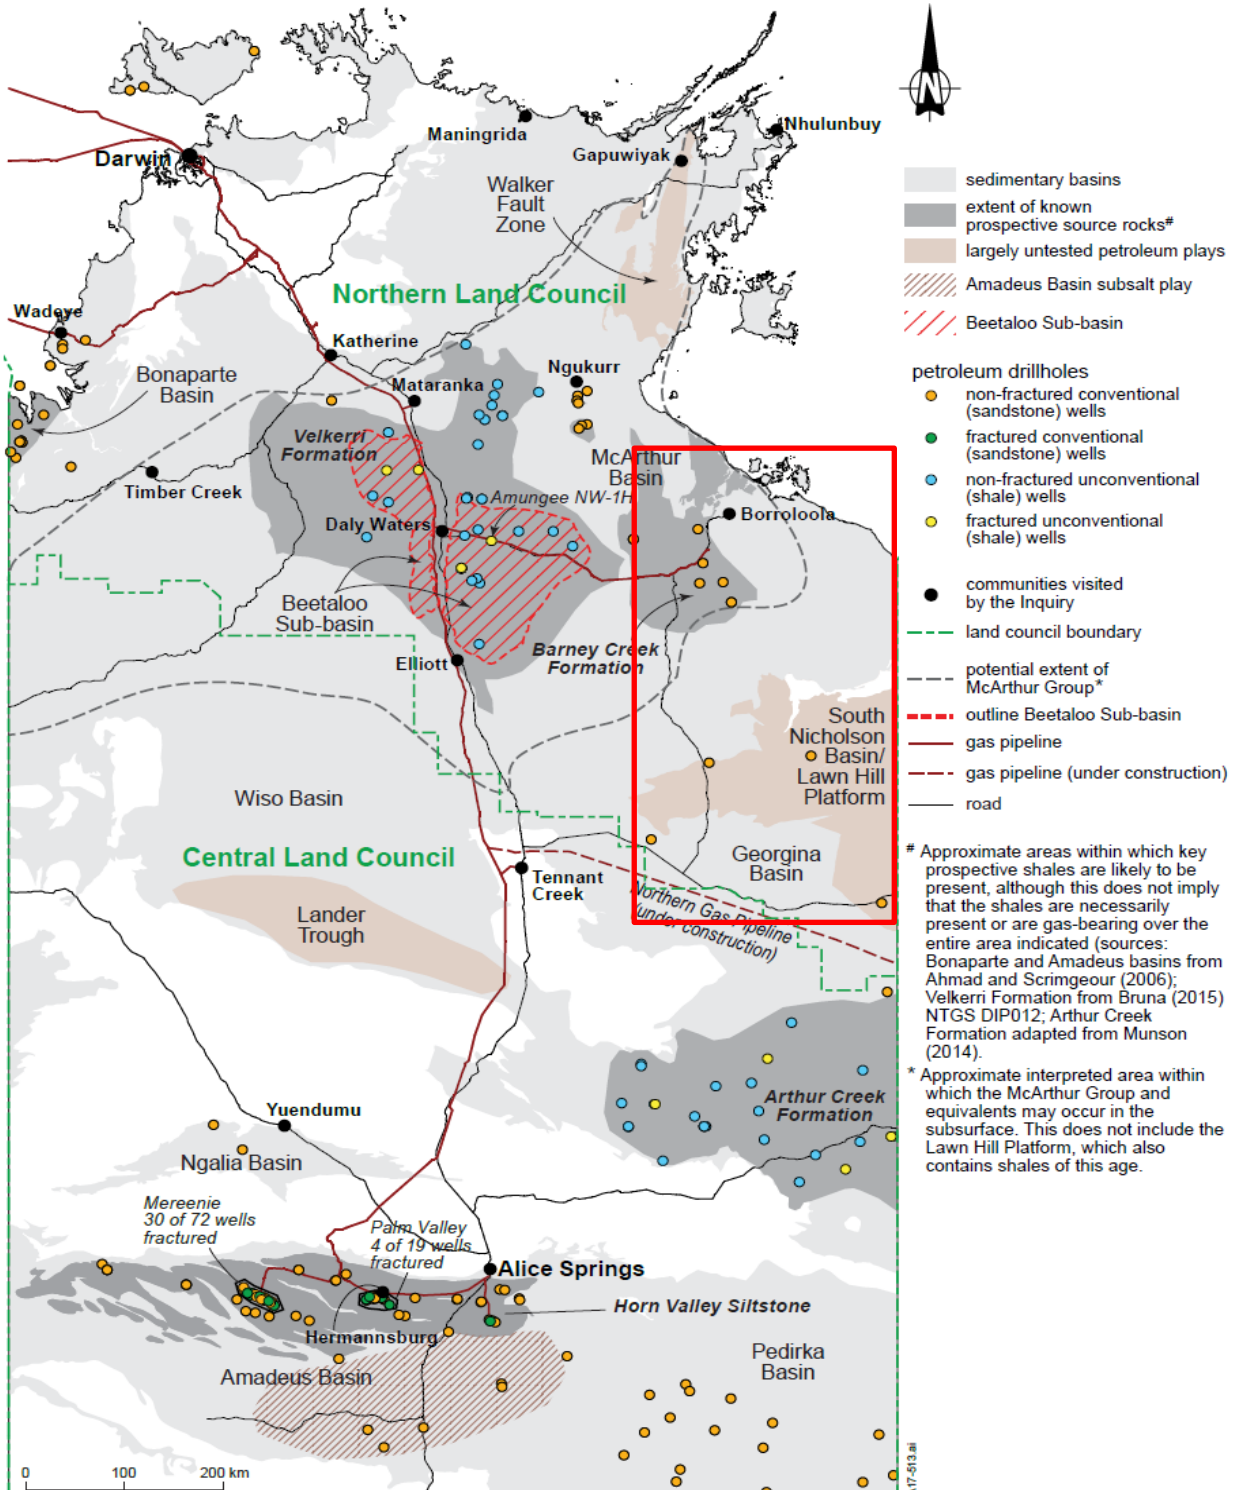 Maningrida
Nhulunbuy
Gapuwiyak
Darwin
Walker
Fault
Zone
Northern Land Council
Wadeye
Katherine
Bonaparte
Basin
Mataranka
Ngukurr
Velkerri
Formation
McArthur
Basin
Timber Creek
Amungee NW-1H
Daly Waters
Borroloola
Beetaloo
Sub-basin
Barney Creek
Formation
Elliott
South
Nicholson
Basin/
Lawn Hill
Platform
Wiso Basin
Central Land Council
Georgina
Basin
Tennant
Creek
Northern Gas Pipeline
(under construction)
Lander
Trough
Arthur Creek
Formation
Yuendumu
Ngalia Basin
Mereenie
30 of 72 wells
fractured
Palm Valley
4 of 19 wells
fractured
Alice Springs
Horn Valley Siltstone
Hermannsburg
Amadeus Basin
Pedirka
Basin
0 100 200 km
A17-513.ai
N
sedimentary basins
extent of known
prospective source rocks#
largely untested petroleum plays
Amadeus Basin subsalt play
Beetaloo Sub-basin
petroleum drillholes
non-fractured conventional
(sandstone) wells
fractured conventional
(sandstone) wells
non-fractured unconventional
(shale) wells
fractured unconventional
(shale) wells
communities visited
by the Inquiry
land council boundary
potential extent of
McArthur Group*
outline Beetaloo Sub-basin
gas pipeline
gas pipeline (under construction)
road
# Approximate areas within which key
prospective shales are likely to be
present, although this does not imply
that the shales are necessarily
present or are gas-bearing over the
entire area indicated (sources:
Bonaparte and Amadeus basins from
Ahmad and Scrimgeour (2006);
Velkerri Formation from Bruna (2015)
NTGS DIP012; Arthur Creek
Formation adapted from Munson
(2014).
* Approximate interpreted area within
which the McArthur Group and
equivalents may occur in the
subsurface. This does not include the
Lawn Hill Platform, which also
contains shales of this age.